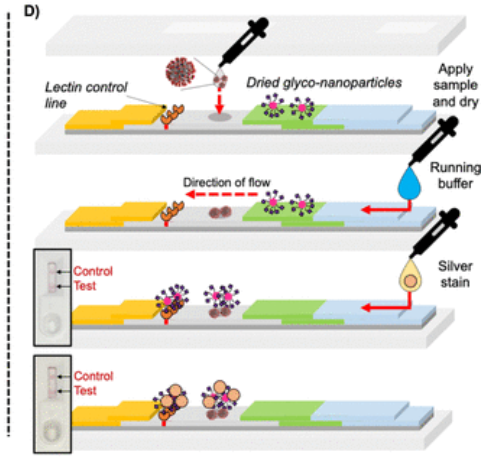 D)
Lectin control
line
Dried glyco-nanoparticles
Apply
sample
and dry
Direction of flow
Running
buffer
Control
Test
Silver
stain
Control
Test